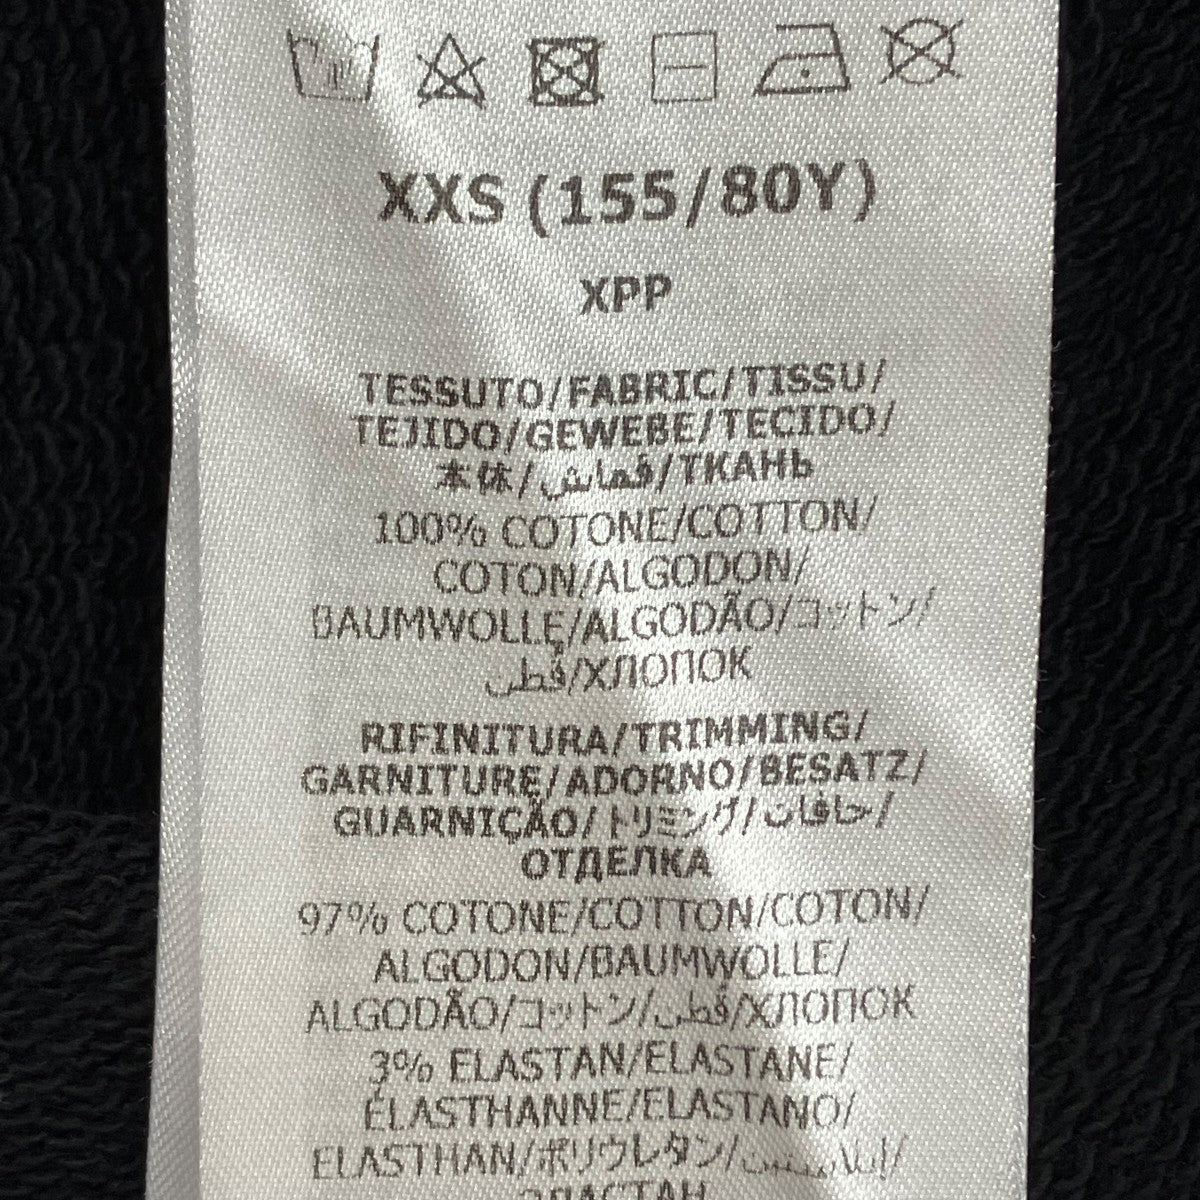 XXS (155/80Y)
XPP
TESSUTO/FABRIC/TISSU/
TEJIDO/GEWEBE/TECIDO/
本体/قماش/ТКАНЬ
100% COTONE/COTTON/
COTON/ALGODON/
BAUMWOLLE/ALGODÃO/コットン/
قطن/ХЛОПОК
RIFINITURA/TRIMMING/
GARNITURE/ADORNO/BESATZ/
GUARNIÇÃO/トリミング/حافات/
ОТДЕЛКА
97% COTONE/COTTON/COTON/
ALGODON/BAUMWOLLE/
ALGODÃO/コットン/قطن/ХЛОПОК
3% ELASTAN/ELASTANE/
ÉLASTHANNE/ELASTANO/
ELASTHAN/ポリウレタン/إيلاستين/
ЭЛАСТАН